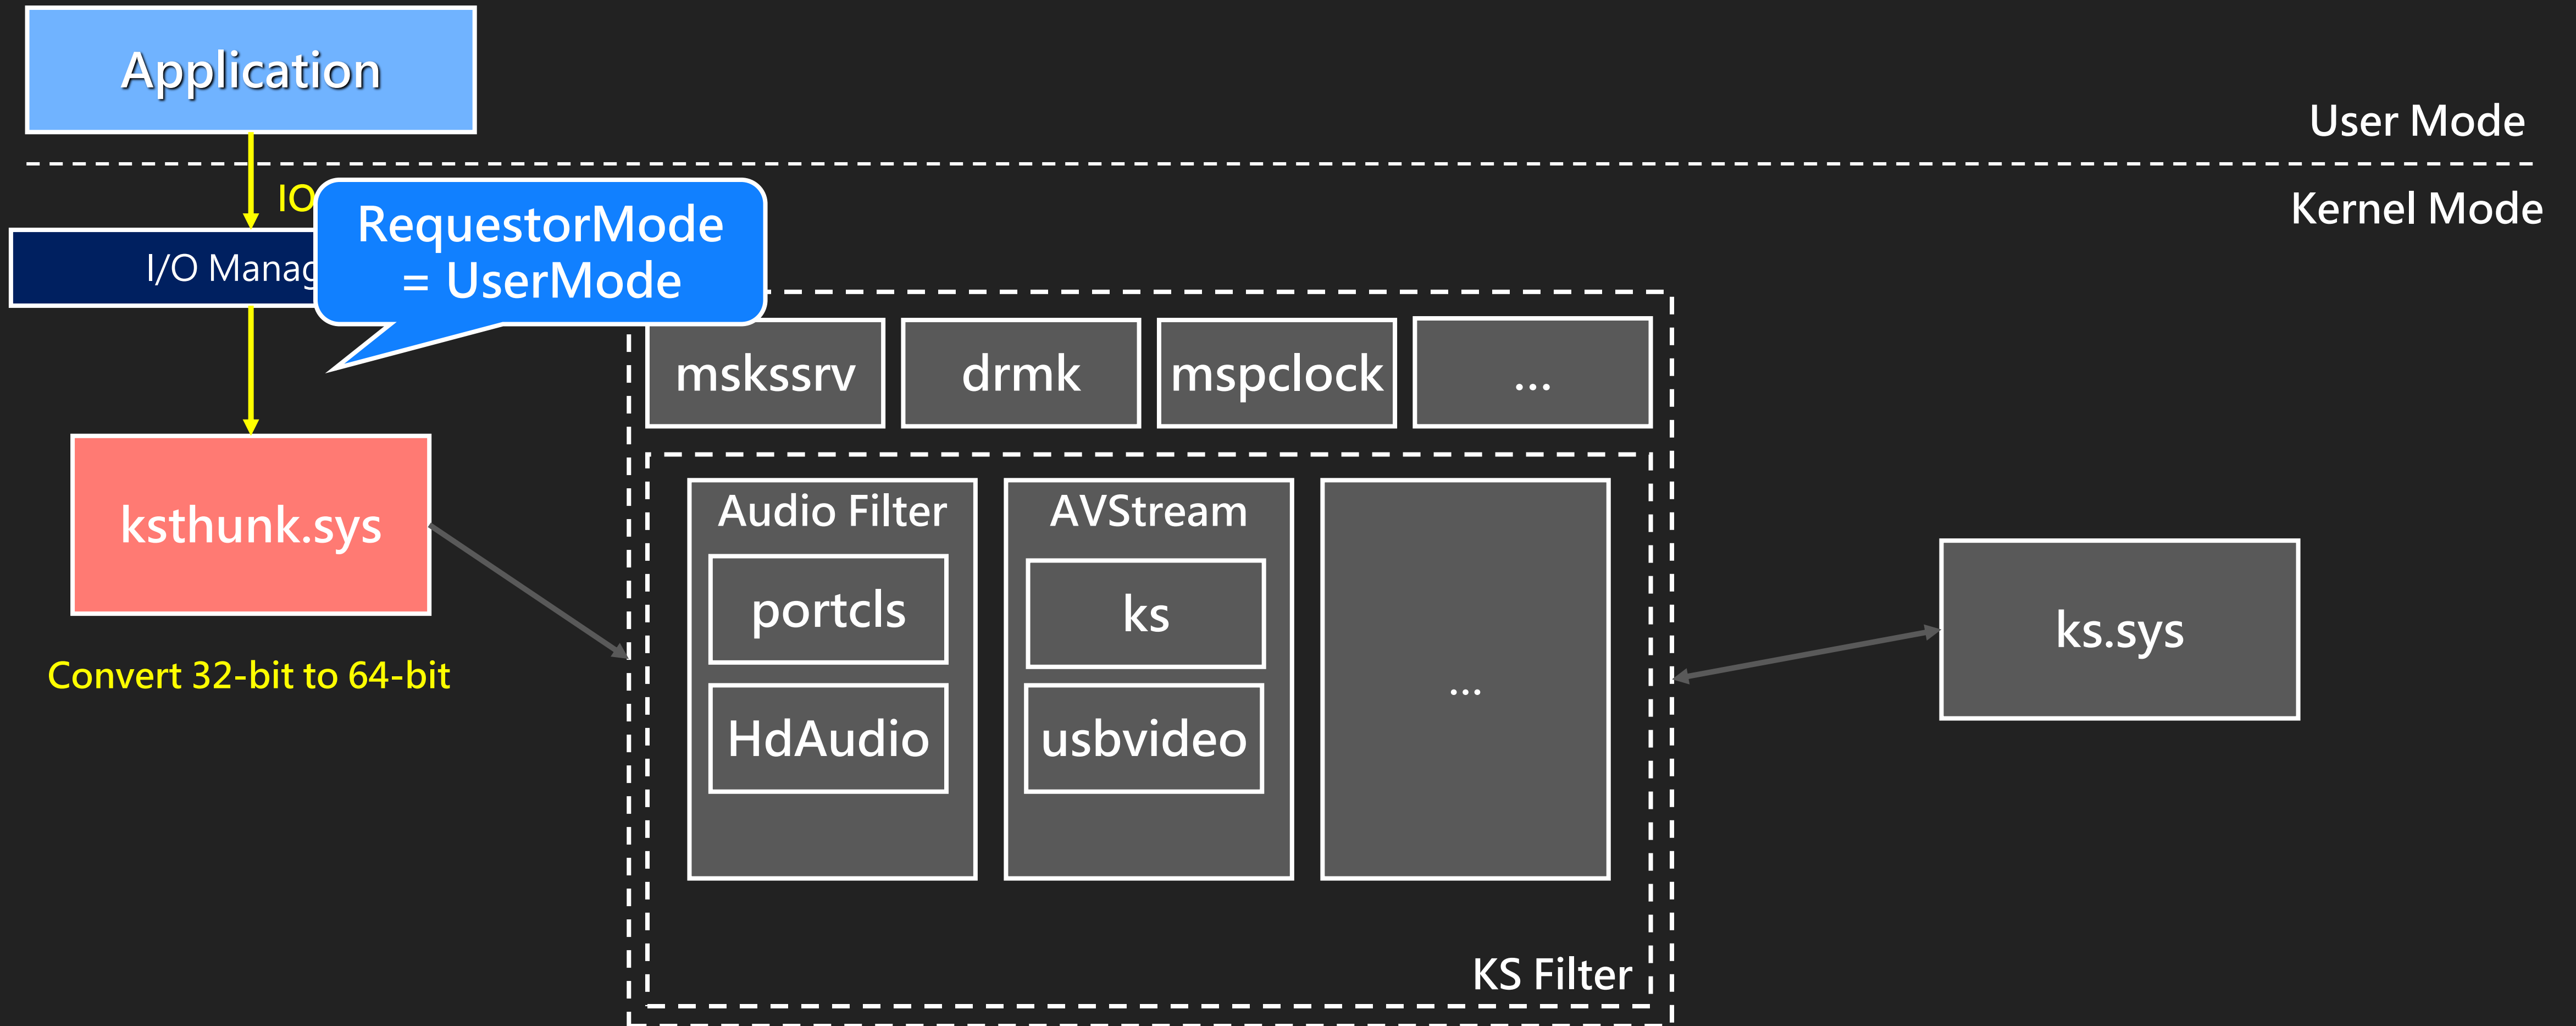 Application
User Mode
Kernel Mode
IO
RequestorMode
= UserMode
I/O Manag
mskssrv
drmk
mspclock
...
ksthunk.sys
Convert 32-bit to 64-bit
Audio Filter
portcls
HdAudio
AVStream
ks
usbvideo
...
KS Filter
ks.sys